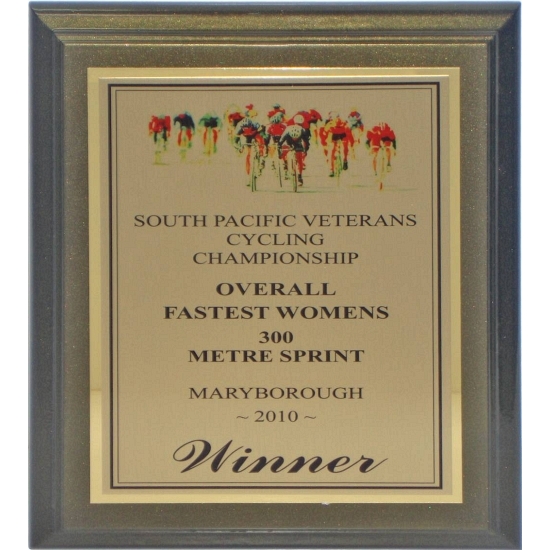 SOUTH PACIFIC VETERANS
CYCLING
CHAMPIONSHIP
OVERALL
FASTEST WOMENS
300
METRE SPRINT
MARYBOROUGH
~ 2010 ~
Winner